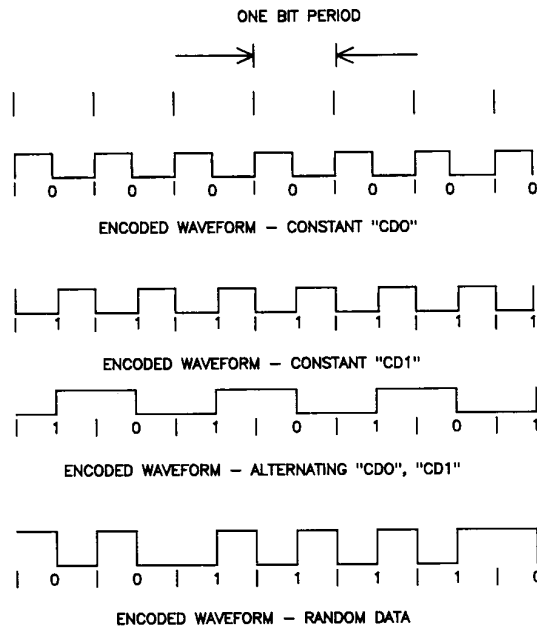 ONE BIT PERIOD
0 0 0 0 0 0 0
ENCODED WAVEFORM – CONSTANT "CD0"
1 1 1 1 1 1 1
ENCODED WAVEFORM – CONSTANT "CD1"
1 0 1 0 1 0 1
ENCODED WAVEFORM – ALTERNATING "CD0", "CD1"
0 0 1 1 1 1 0
ENCODED WAVEFORM – RANDOM DATA